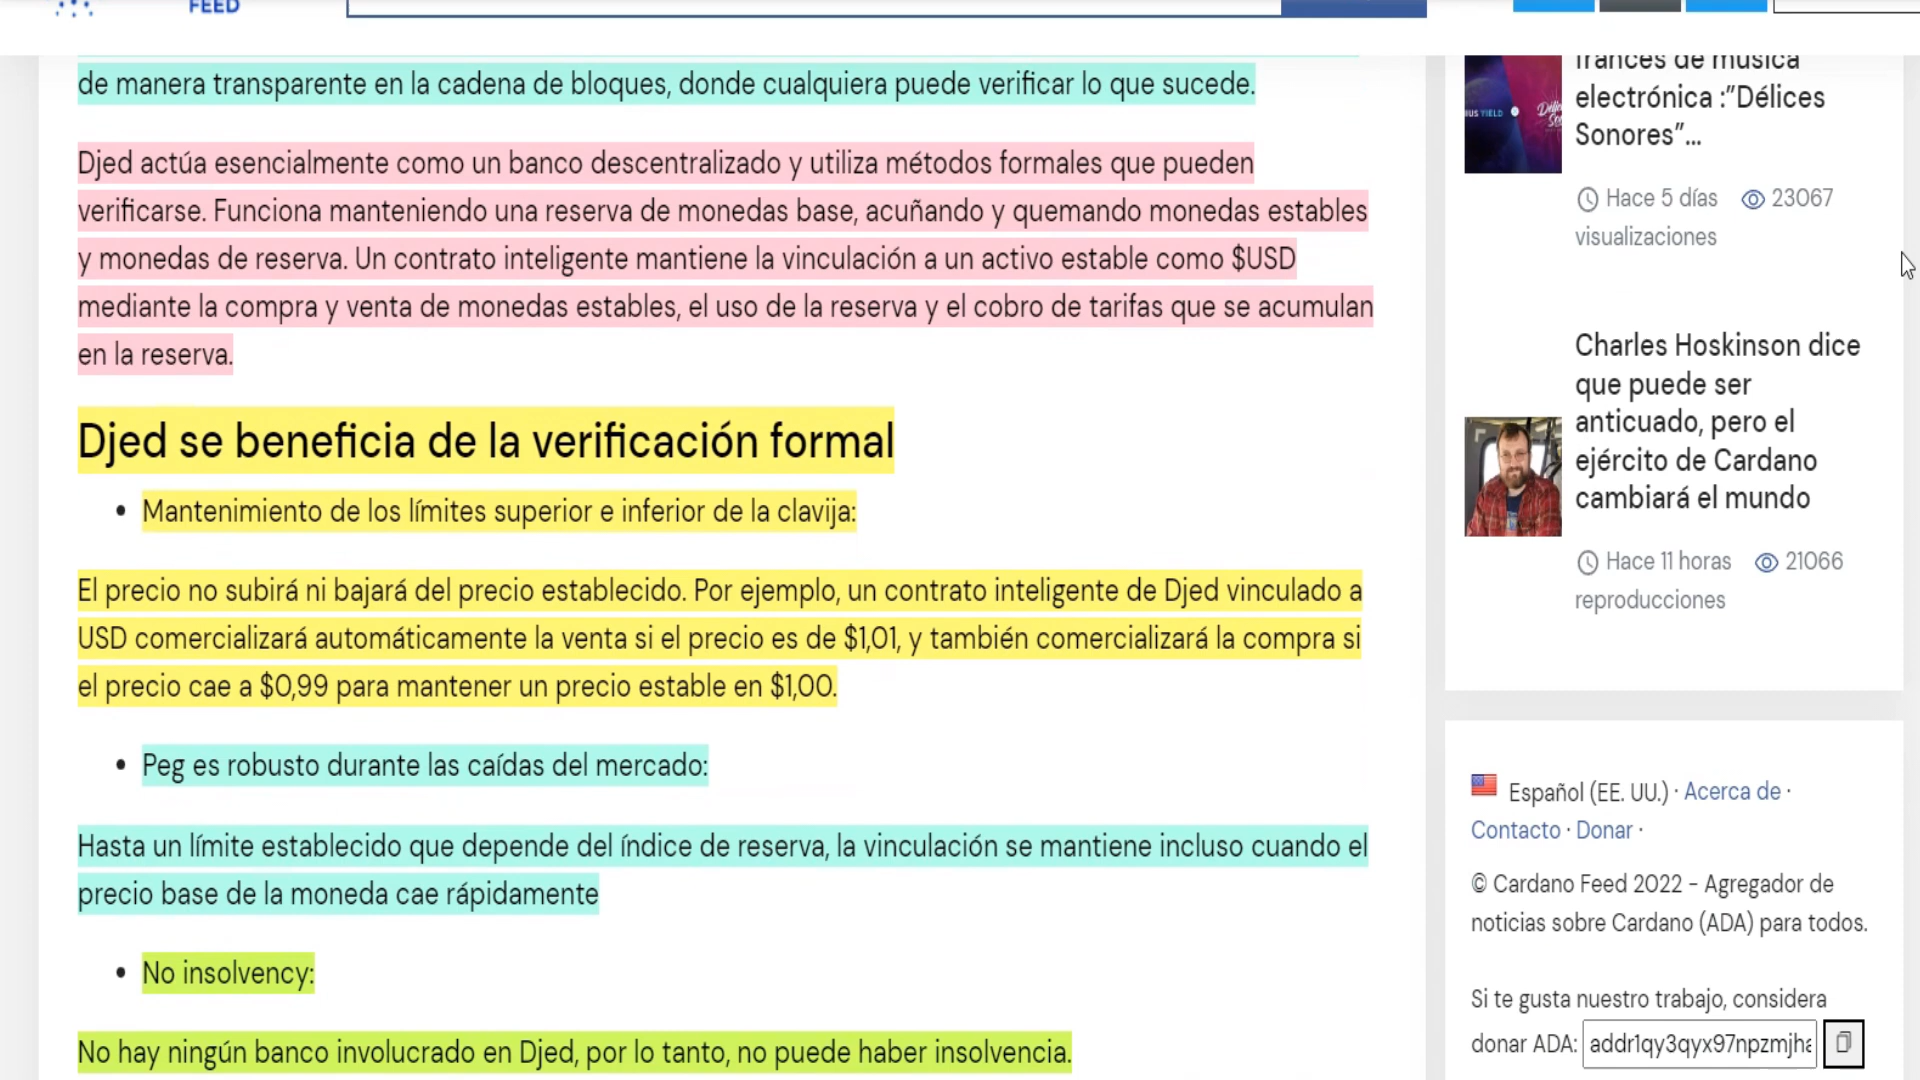 FEED
de manera transparente en la cadena de bloques, donde cualquiera puede verificar lo que sucede.
Djed actúa esencialmente como un banco descentralizado y utiliza métodos formales que pueden
verificarse. Funciona manteniendo una reserva de monedas base, acuñando y quemando monedas estables
y monedas de reserva. Un contrato inteligente mantiene la vinculación a un activo estable como $USD
mediante la compra y venta de monedas estables, el uso de la reserva y el cobro de tarifas que se acumulan
en la reserva.
Djed se beneficia de la verificación formal
• Mantenimiento de los límites superior e inferior de la clavija:
El precio no subirá ni bajará del precio establecido. Por ejemplo, un contrato inteligente de Djed vinculado a
USD comercializará automáticamente la venta si el precio es de $1,01, y también comercializará la compra si
el precio cae a $0,99 para mantener un precio estable en $1,00.
• Peg es robusto durante las caídas del mercado:
Hasta un límite establecido que depende del índice de reserva, la vinculación se mantiene incluso cuando el
precio base de la moneda cae rápidamente
• No insolvency:
No hay ningún banco involucrado en Djed, por lo tanto, no puede haber insolvencia.
francés de música
electrónica :”Délices
Sonores”...
Hace 5 días 23067
visualizaciones
YIELD
Charles Hoskinson dice
que puede ser
anticuado, pero el
ejército de Cardano
cambiará el mundo
Hace 11 horas 21066
reproducciones
Español (EE. UU.) · Acerca de ·
Contacto · Donar ·
© Cardano Feed 2022 - Agregador de
noticias sobre Cardano (ADA) para todos.
Si te gusta nuestro trabajo, considera
donar ADA: addr1qy3qyx97npzmjha